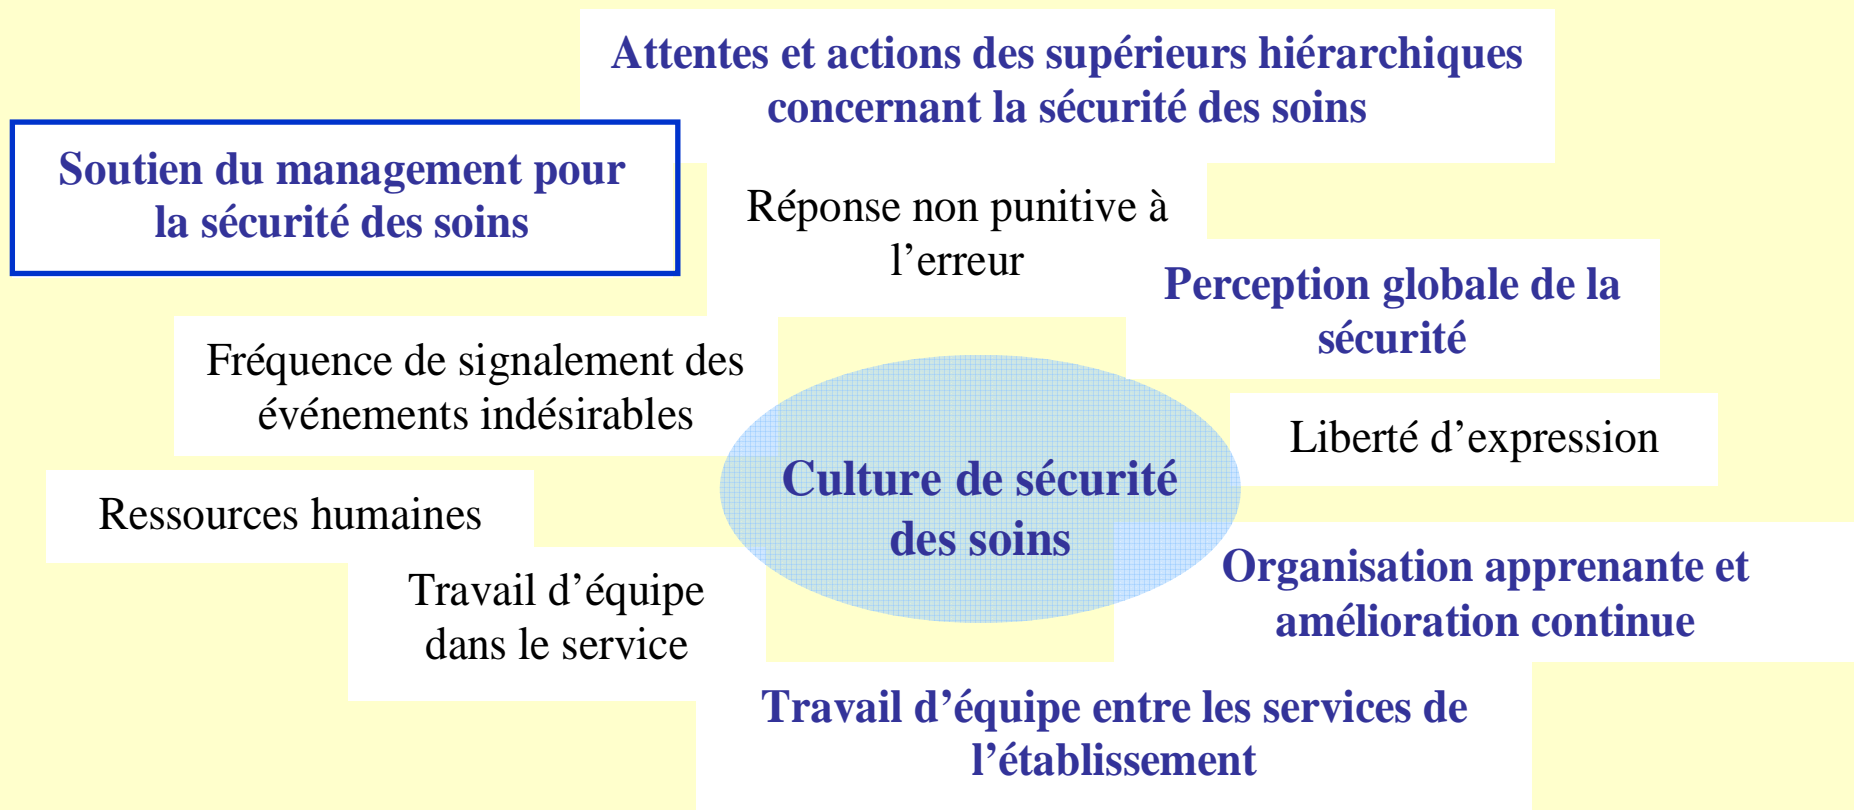 Attentes et actions des supérieurs hiérarchiques
concernant la sécurité des soins
Soutien du management pour
la sécurité des soins
Réponse non punitive à
l’erreur
Perception globale de la
sécurité
Fréquence de signalement des
événements indésirables
Liberté d’expression
Culture de sécurité
des soins
Ressources humaines
Organisation apprenante et
amélioration continue
Travail d’équipe
dans le service
Travail d’équipe entre les services de
l’établissement